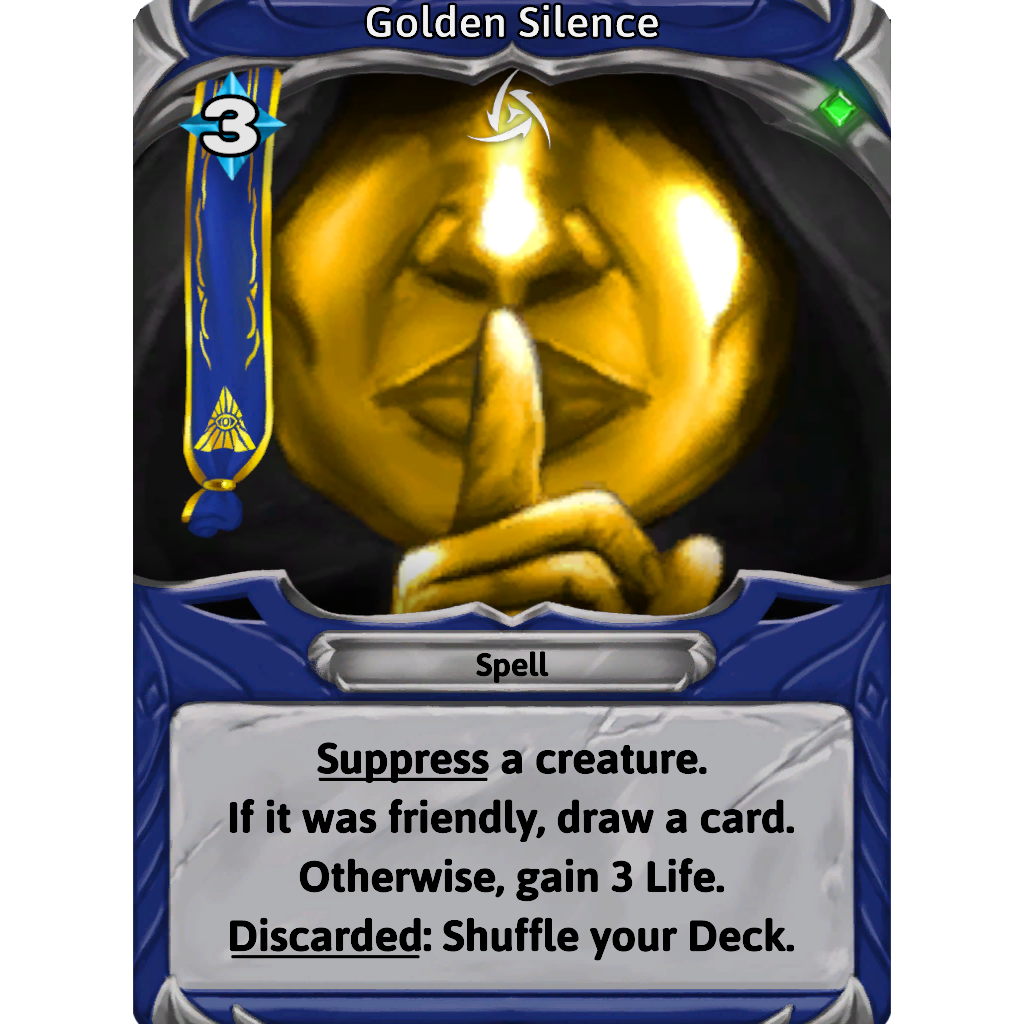 Golden Silence
3
Spell
Suppress a creature.
If it was friendly, draw a card.
Otherwise, gain 3 Life.
Discarded: Shuffle your Deck.